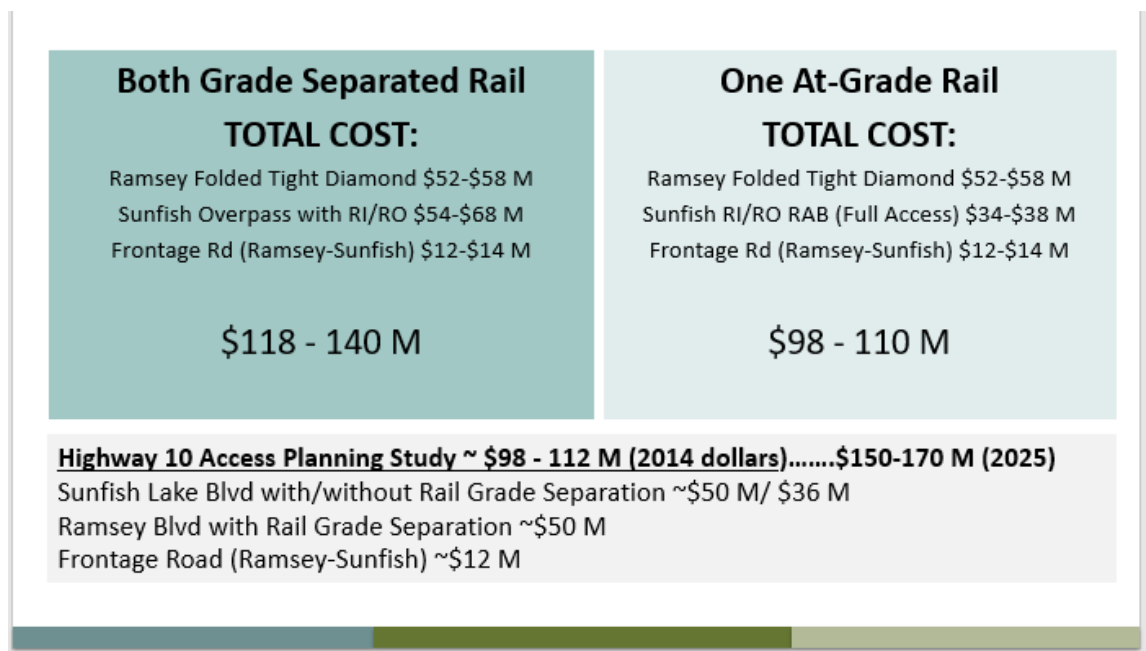 Both Grade Separated Rail
TOTAL COST:
Ramsey Folded Tight Diamond $52-$58 M
Sunfish Overpass with RI/RO $54-$68 M
Frontage Rd (Ramsey-Sunfish) $12-$14 M
$118 - 140 M
One At-Grade Rail
TOTAL COST:
Ramsey Folded Tight Diamond $52-$58 M
Sunfish RI/RO RAB (Full Access) $34-$38 M
Frontage Rd (Ramsey-Sunfish) $12-$14 M
$98 - 110 M
Highway 10 Access Planning Study ~ $98 - 112 M (2014 dollars)…….$150-170 M (2025)
Sunfish Lake Blvd with/without Rail Grade Separation ~$50 M/ $36 M
Ramsey Blvd with Rail Grade Separation ~$50 M
Frontage Road (Ramsey-Sunfish) ~$12 M